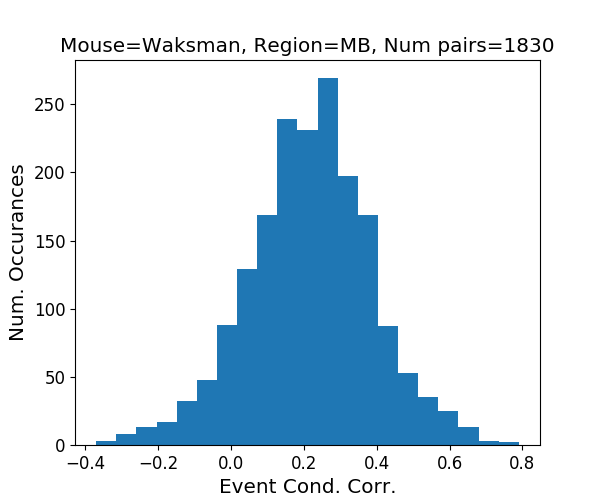 Mouse=Waksman, Region=MB, Num pairs=1830
250
200
150
100
50
0
−0.4 −0.2 0.0 0.2 0.4 0.6 0.8
Num. Occurances
Event Cond. Corr.